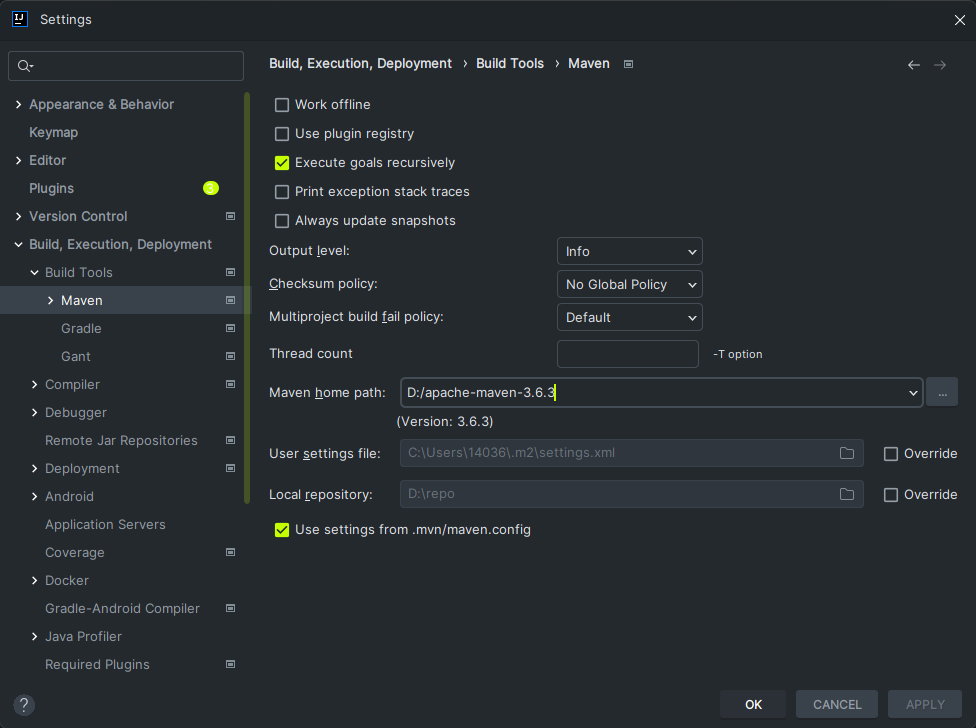 Settings
Build, Execution, Deployment › Build Tools › Maven
Appearance & Behavior
Keymap
Editor
Plugins 3
Version Control
Build, Execution, Deployment
Build Tools
Maven
Gradle
Gant
Compiler
Debugger
Remote Jar Repositories
Deployment
Android
Application Servers
Coverage
Docker
Gradle-Android Compiler
Java Profiler
Required Plugins
Work offline
Use plugin registry
Execute goals recursively
Print exception stack traces
Always update snapshots
Output level: Info
Checksum policy: No Global Policy
Multiproject build fail policy: Default
Thread count -T option
Maven home path: D:/apache-maven-3.6.3 ...
(Version: 3.6.3)
User settings file: C:\Users\14036\.m2\settings.xml Override
Local repository: D:\repo Override
Use settings from .mvn/maven.config
? OK CANCEL APPLY